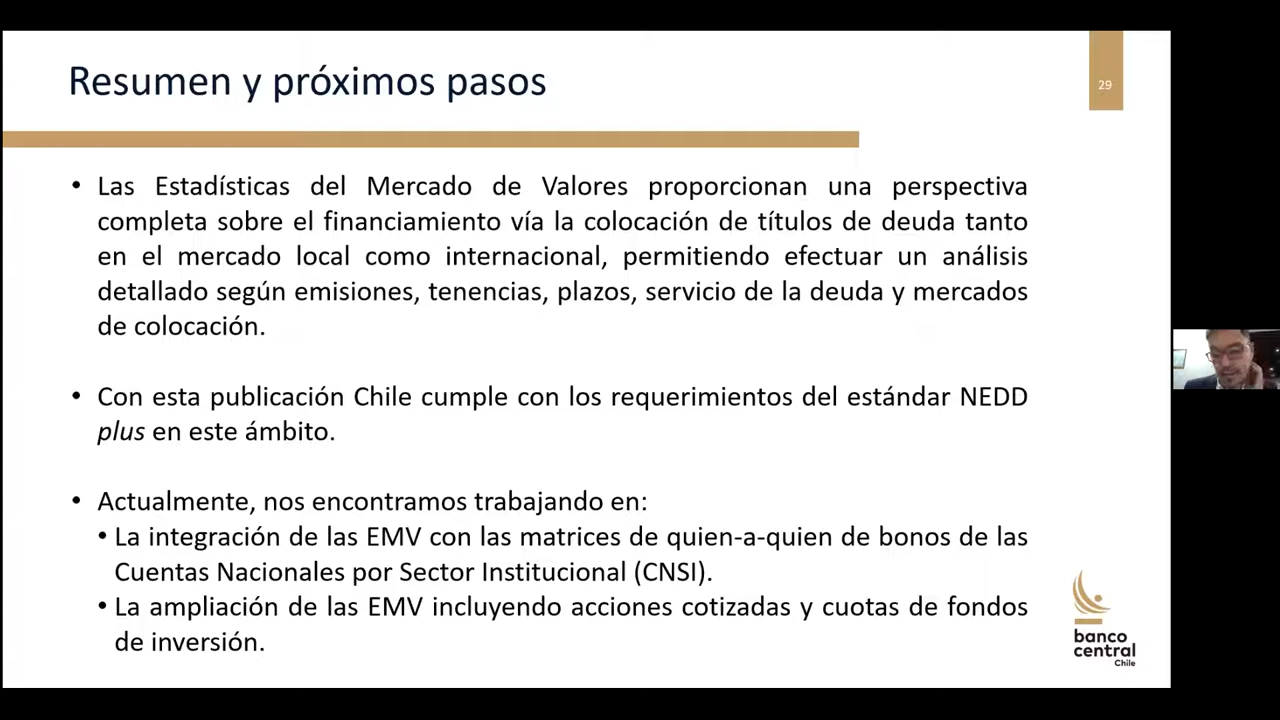 Resumen y próximos pasos
29
• Las Estadísticas del Mercado de Valores proporcionan una perspectiva
completa sobre el financiamiento vía la colocación de títulos de deuda tanto
en el mercado local como internacional, permitiendo efectuar un análisis
detallado según emisiones, tenencias, plazos, servicio de la deuda y mercados
de colocación.
• Con esta publicación Chile cumple con los requerimientos del estándar NEDD
plus en este ámbito.
• Actualmente, nos encontramos trabajando en:
• La integración de las EMV con las matrices de quien-a-quien de bonos de las
Cuentas Nacionales por Sector Institucional (CNSI).
• La ampliación de las EMV incluyendo acciones cotizadas y cuotas de fondos
de inversión.
banco
central
Chile